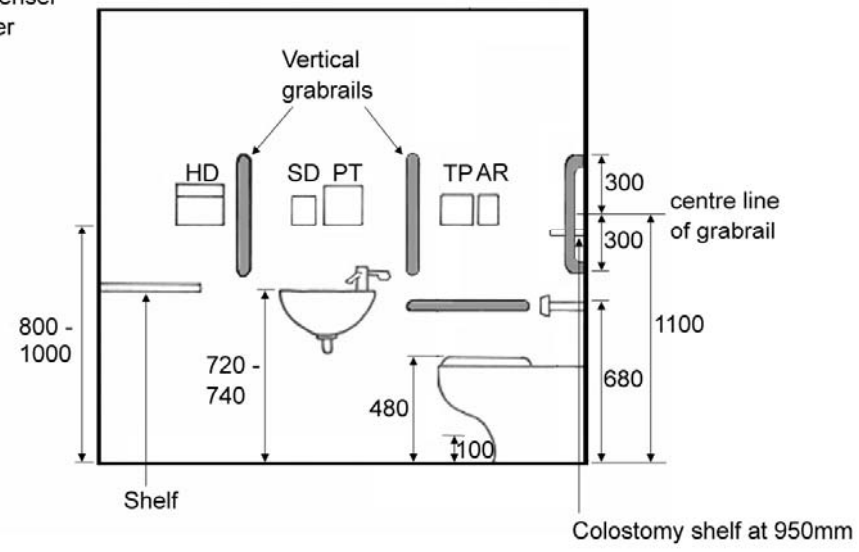 Vertical
grabrails
HD
SD PT
TP AR
300
centre line
of grabrail
300
800 -
1000
1100
720 -
740
680
480
100
Shelf
Colostomy shelf at 950mm